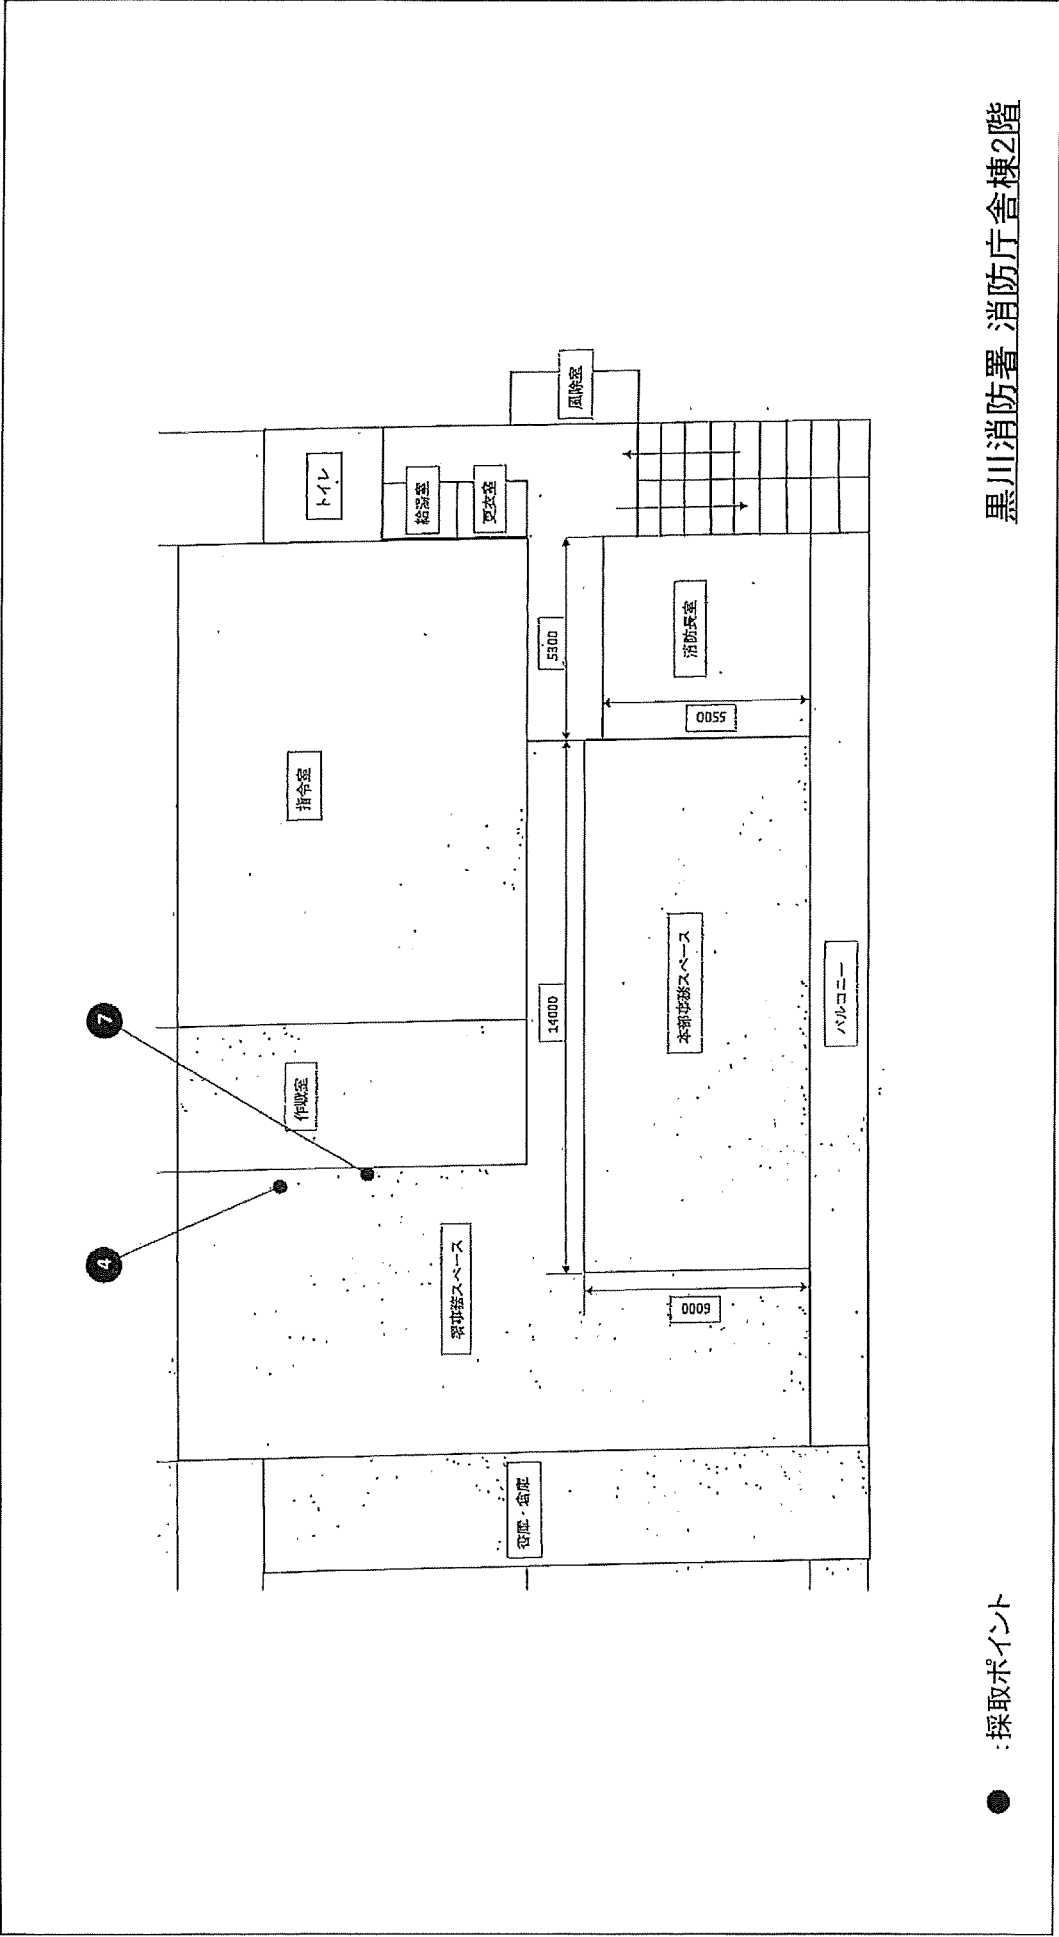 黒川消防署 消防庁舎棟2階
4
7
作戦室
指令室
トイレ
給湯室
更衣室
風除室
署事務スペース
14000
5300
消防長室
5500
本部事務スペース
6000
バルコニー
● :採取ポイント